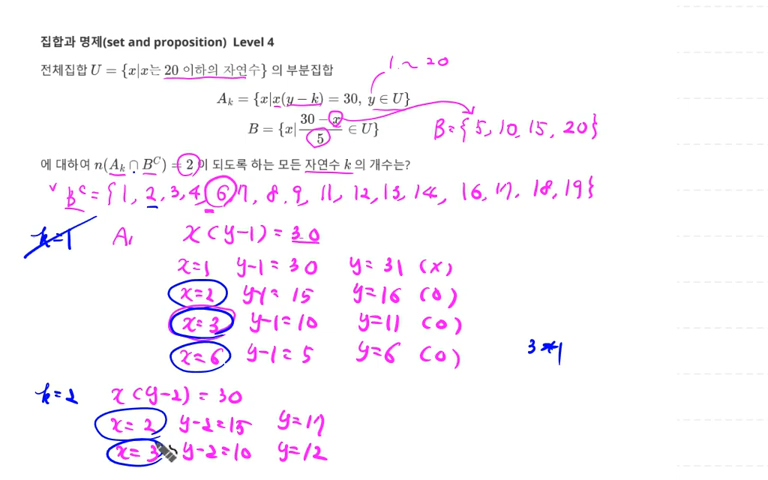 집합과 명제(set and proposition) Level 4
전체집합 U = {x|x는 20 이하의 자연수} 의 부분집합
1. ~ 20
A_k = {x|x(y − k) = 30, y ∈ U}
B = {x| (30 − x)/5 ∈ U}
B = {5, 10, 15, 20}
에 대하여 n(A_k ∩ B^C) = 2 이 되도록 하는 모든 자연수 k 의 개수는?
B^C = {1, 2, 3, 4, 6, 7, 8, 9, 11, 12, 13, 14, 16, 17, 18, 19}
k=1 A_1 x(y-1) = 30
x=1 y-1 = 30 y = 31 (x)
x=2 y-1 = 15 y=16 (o)
x=3 y-1 = 10 y=11 (o)
x=6 y-1 = 5 y=6 (o)
k=2 x(y-2) = 30
x=2 y-2=15 y=17
x=3 y-2=10 y=12